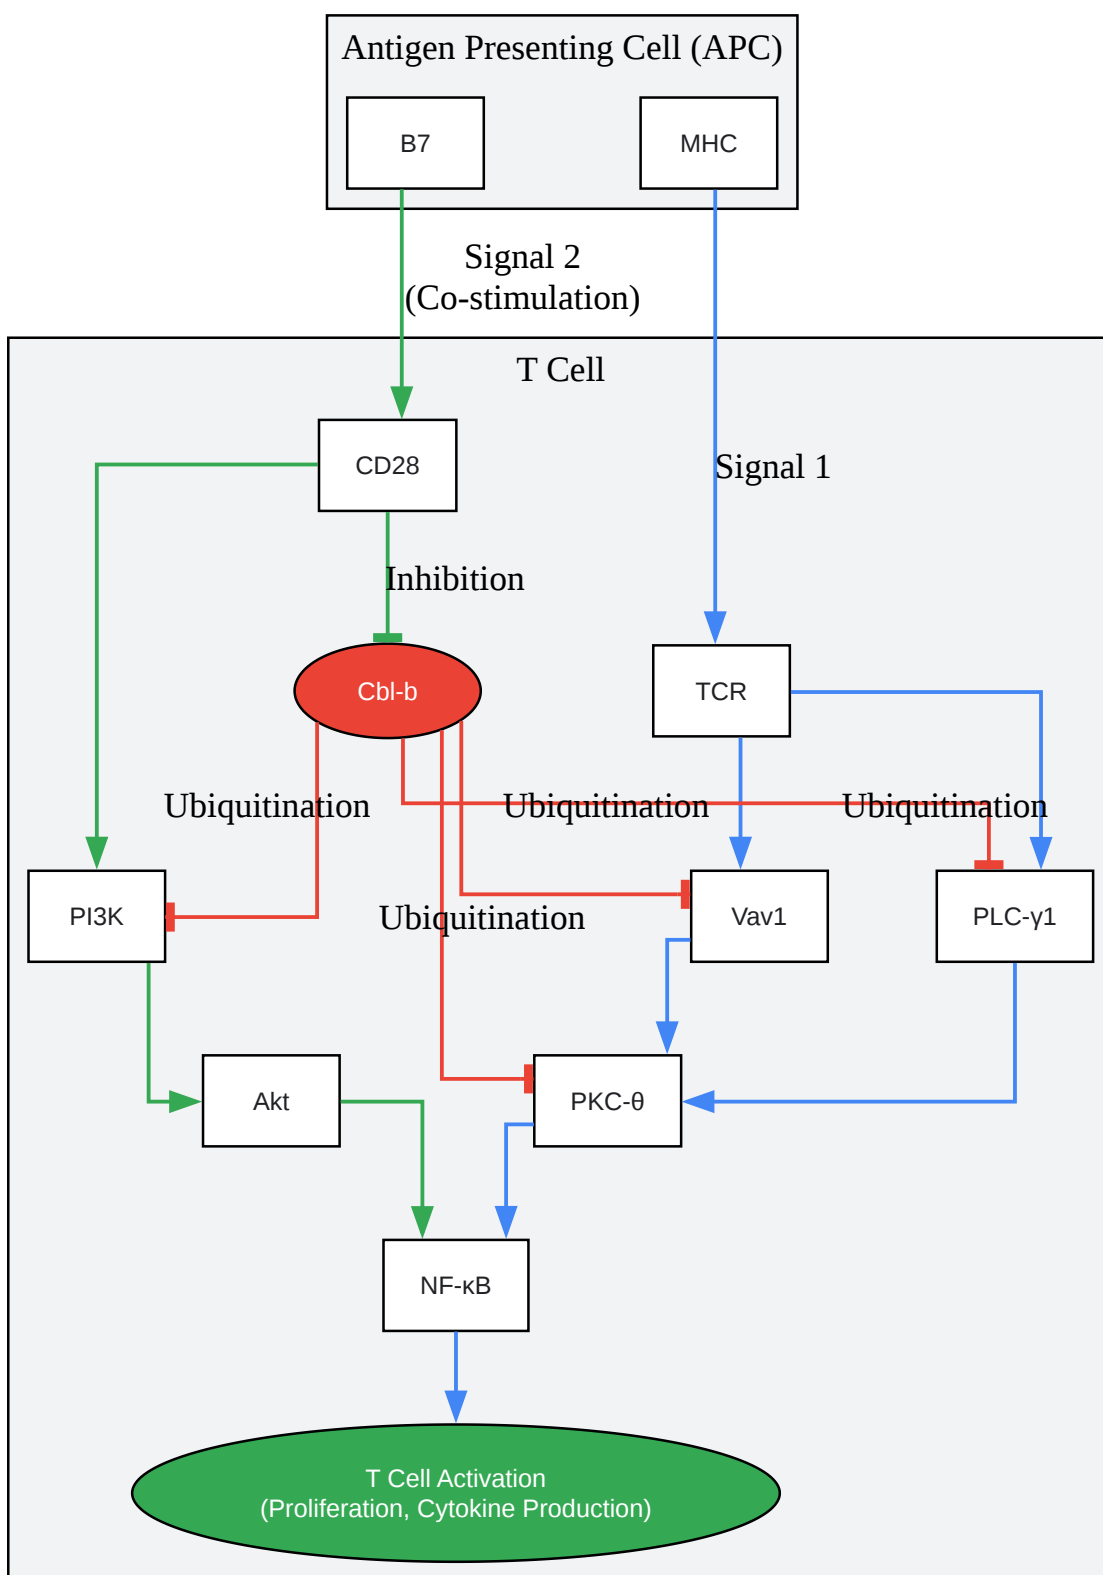 Antigen Presenting Cell (APC)
B7
MHC
Signal 2
(Co-stimulation)
T Cell
CD28
Signal 1
Inhibition
Cbl-b
TCR
Ubiquitination
Ubiquitination
Ubiquitination
PI3K
Ubiquitination
Vav1
PLC-γ1
Akt
PKC-θ
NF-κB
T Cell Activation
(Proliferation, Cytokine Production)